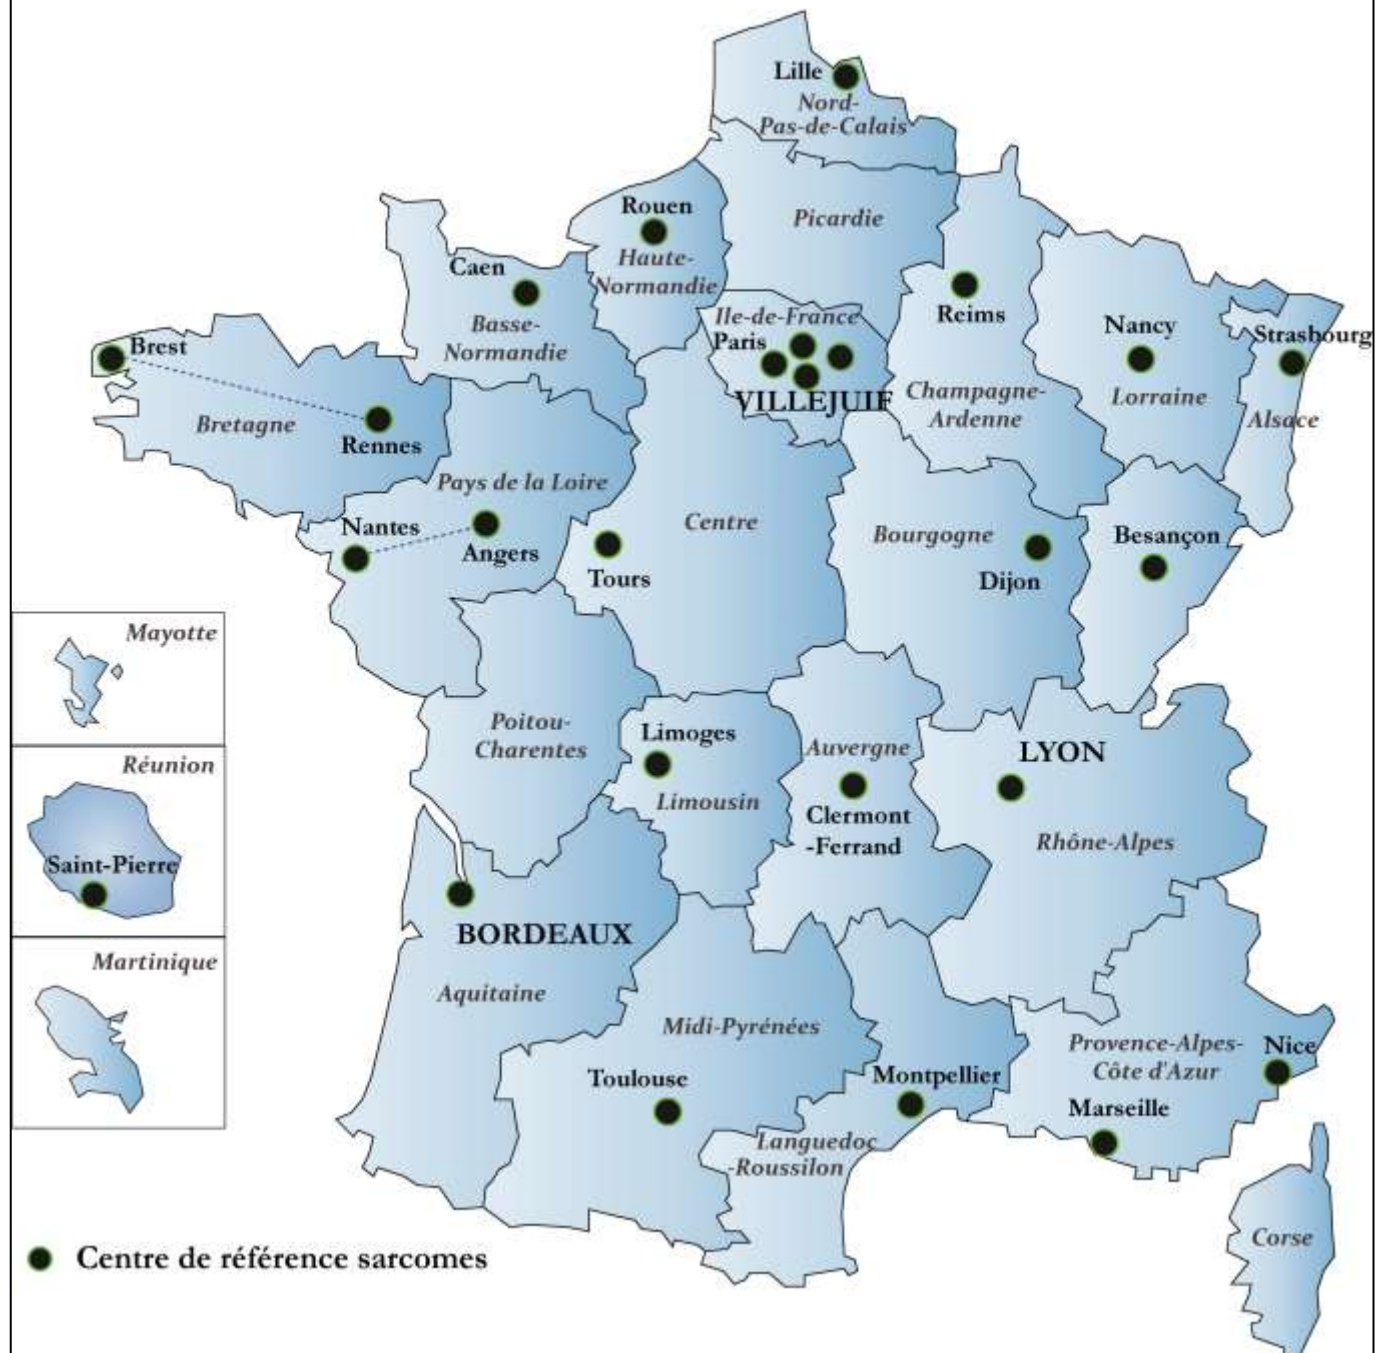 Lille
Nord-
Pas-de-Calais
Rouen
Picardie
Haute-
Normandie
Caen
Basse-
Normandie
Ile-de-France
Paris
VILLEJUIF
Reims
Nancy
Strasbourg
Champagne-
Ardenne
Lorraine
Alsace
Brest
Bretagne
Rennes
Pays de la Loire
Nantes
Angers
Centre
Tours
Bourgogne
Dijon
Besançon
Mayotte
Poitou-
Charentes
Limoges
Limousin
Auvergne
Clermont
-Ferrand
LYON
Rhône-Alpes
Réunion
Saint-Pierre
BORDEAUX
Aquitaine
Martinique
Midi-Pyrénées
Toulouse
Montpellier
Languedoc
-Roussilon
Provence-Alpes-
Côte d'Azur
Nice
Marseille
Corse
Centre de référence sarcomes